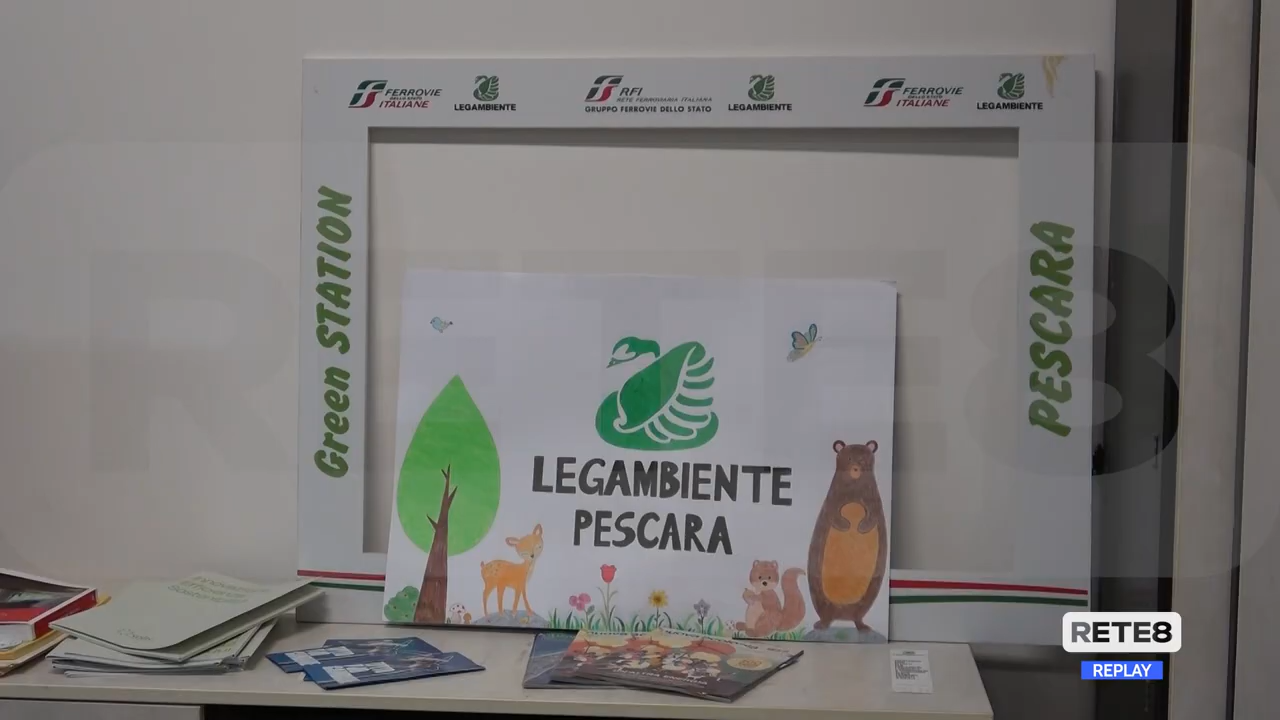 FERROVIE
DELLO STATO
ITALIANE
LEGAMBIENTE
RFI
RETE FERROVIARIA ITALIANA
GRUPPO FERROVIE DELLO STATO
LEGAMBIENTE
FERROVIE
DELLO STATO
ITALIANE
LEGAMBIENTE
Green STATION
PESCARA
RETE8
LEGAMBIENTE
PESCARA
RETE8
REPLAY